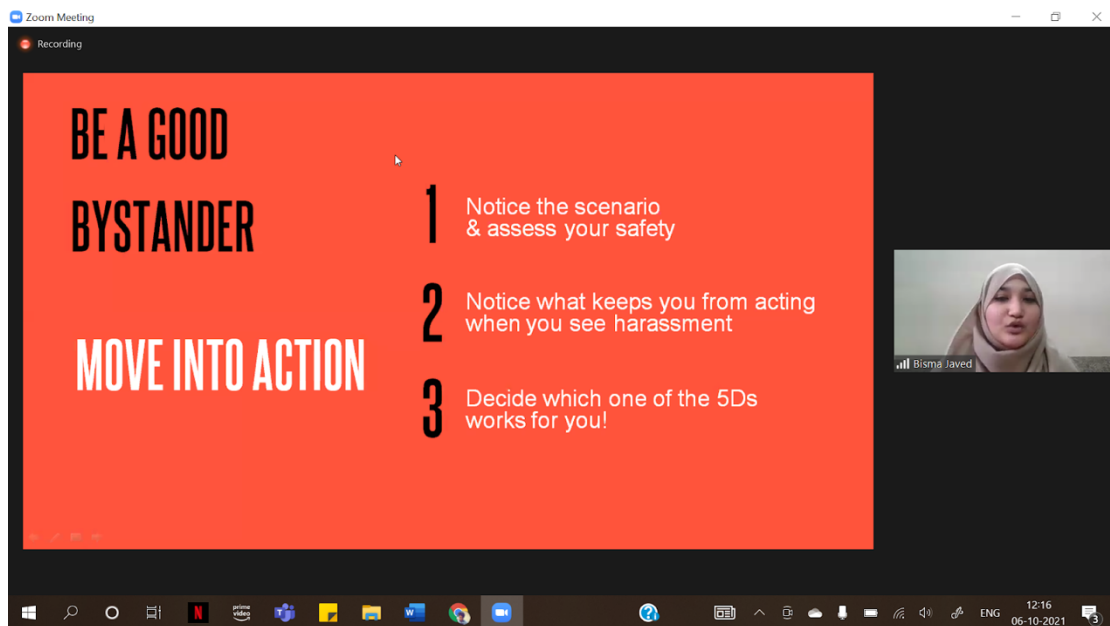 Zoom Meeting
Recording
BE A GOOD
BYSTANDER
MOVE INTO ACTION
1
Notice the scenario
& assess your safety
2
Notice what keeps you from acting
when you see harassment
3
Decide which one of the 5Ds
works for you!
Bisma Javed
N
prime
video
T
W
?
ENG
12:16
06-10-2021
3